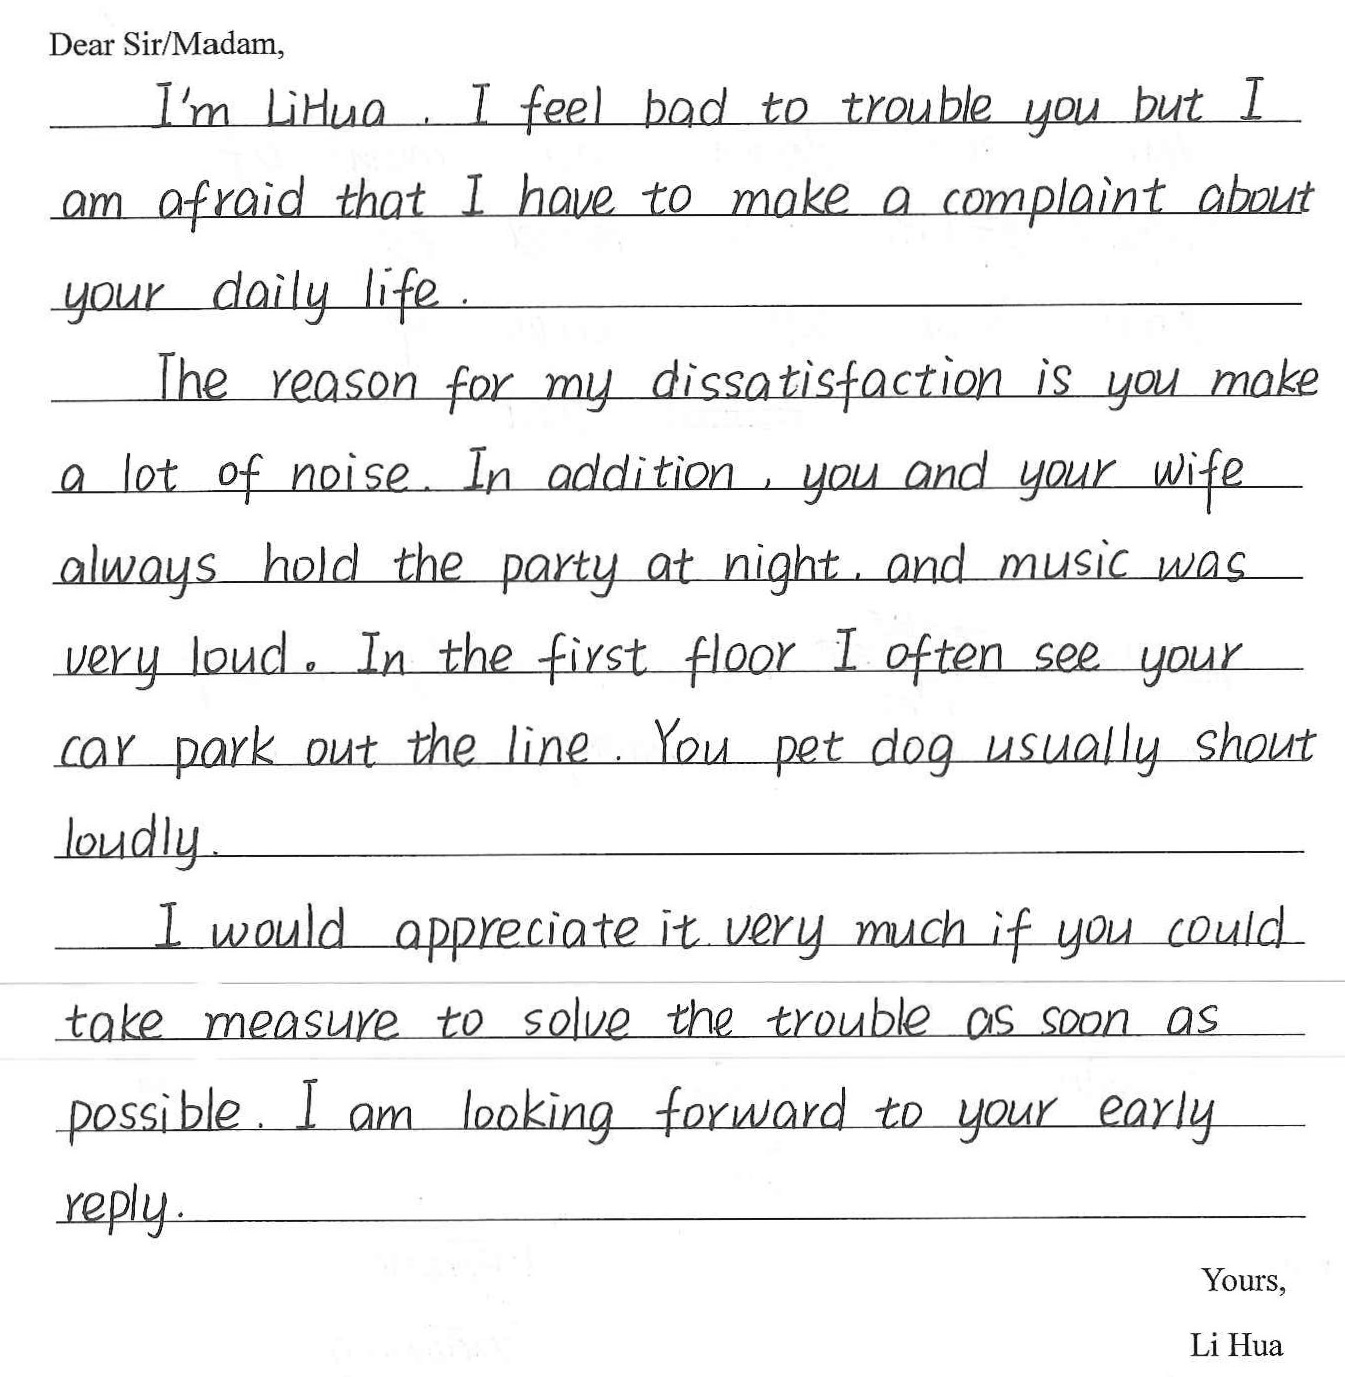 Dear Sir/Madam,
I'm LiHua . I feel bad to trouble you but I
am afraid that I have to make a complaint about
your daily life .
The reason for my dissatisfaction is you make
a lot of noise. In addition , you and your wife
always hold the party at night. and music was
very loud。 In the first floor I often see your
car park out the line . You pet dog usually shout
loudly.
I would appreciate it very much if you could
take measure to solve the trouble as soon as
possible. I am looking forward to your early
reply.
Yours,
Li Hua